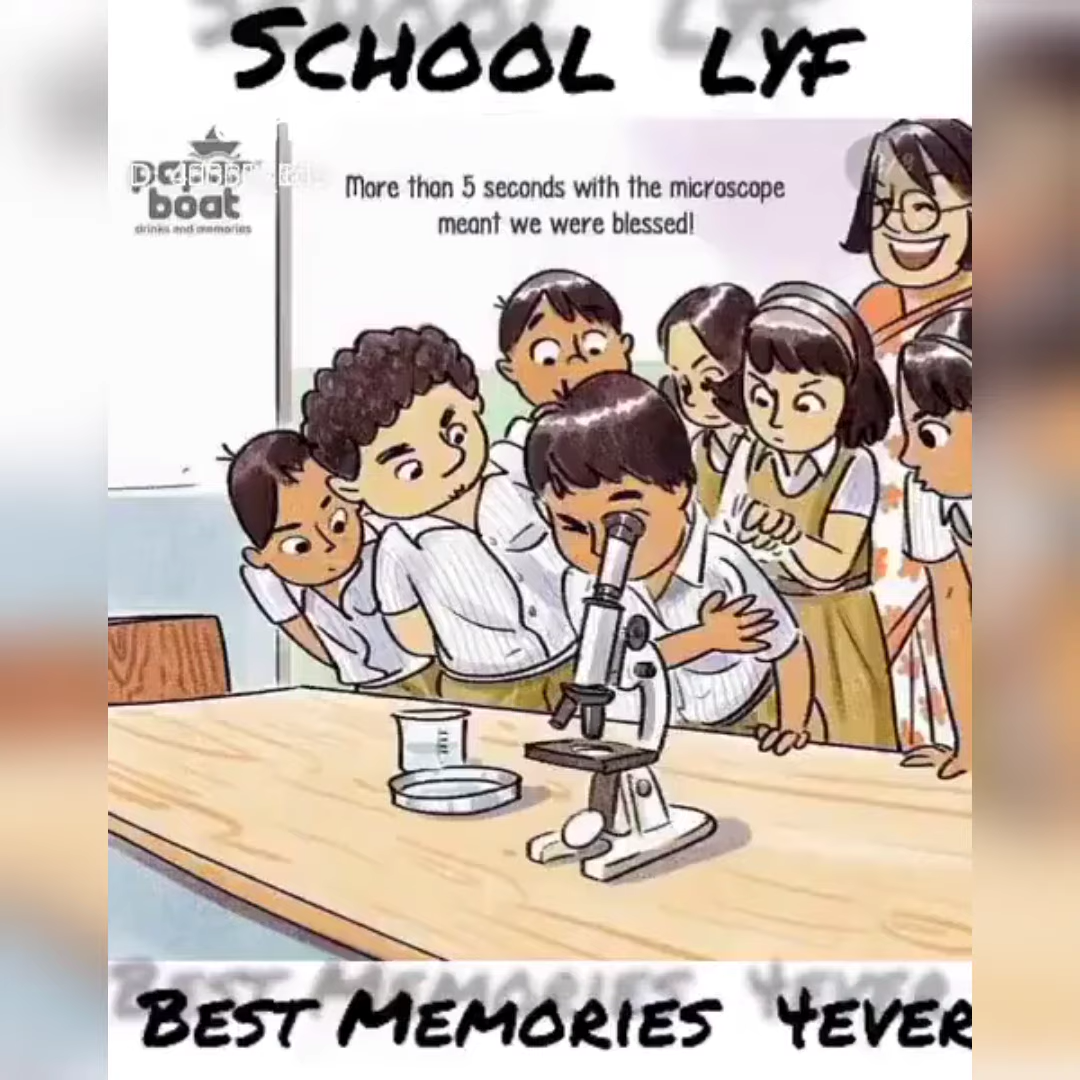 SCHOOL LYF
boat
drinks and memories
More than 5 seconds with the microscope
meant we were blessed!
BEST MEMORIES 4EVER